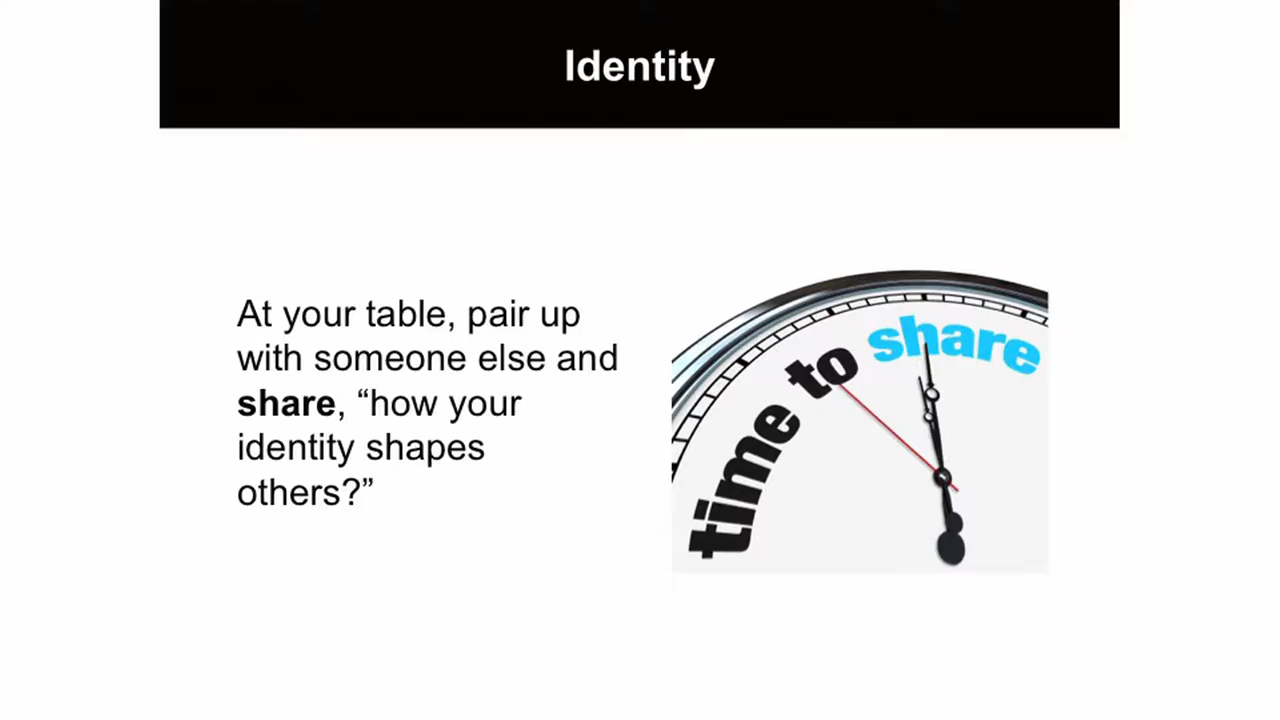 Identity
At your table, pair up
with someone else and
share, “how your
identity shapes
others?”
time to share